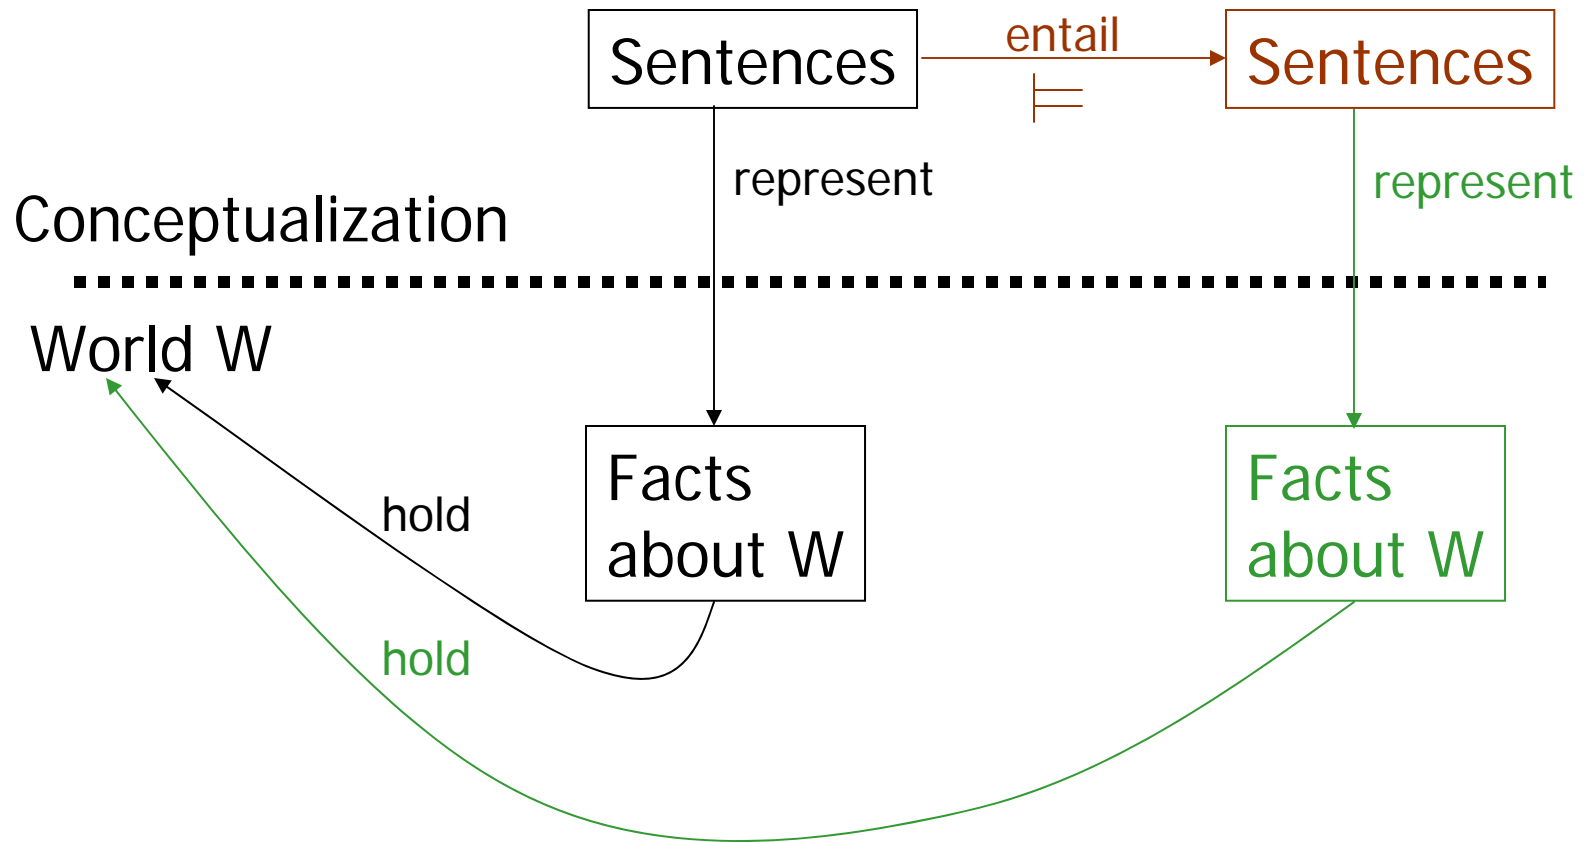 Sentences
entail
Sentences
⊨
represent
represent
Conceptualization
World W
Facts
about W
Facts
about W
hold
hold